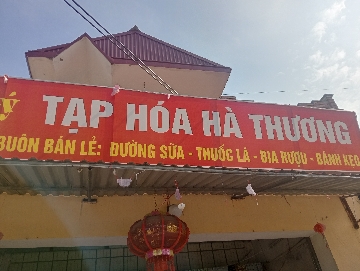 ý TẠP HÓA HÀ THƯƠNG
BUÔN BÁN LẺ: ĐƯỜNG SỮA - THUỐC LÁ - BIA RƯỢU - BÁNH KẸO